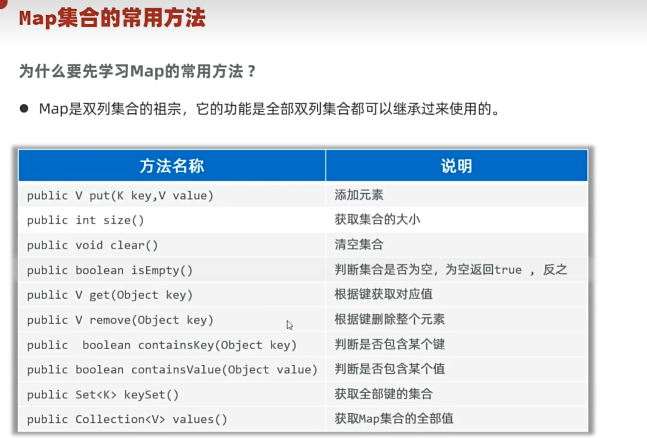 Map集合的常用方法
为什么要先学习Map的常用方法？
● Map是双列集合的祖宗，它的功能是全部双列集合都可以继承过来使用的。
方法名称 说明
public V put(K key,V value) 添加元素
public int size() 获取集合的大小
public void clear() 清空集合
public boolean isEmpty() 判断集合是否为空，为空返回true ，反之
public V get(Object key) 根据键获取对应值
public V remove(Object key) 根据键删除整个元素
public  boolean containsKey(Object key) 判断是否包含某个键
public boolean containsValue(Object value) 判断是否包含某个值
public Set<K> keySet() 获取全部键的集合
public Collection<V> values() 获取Map集合的全部值